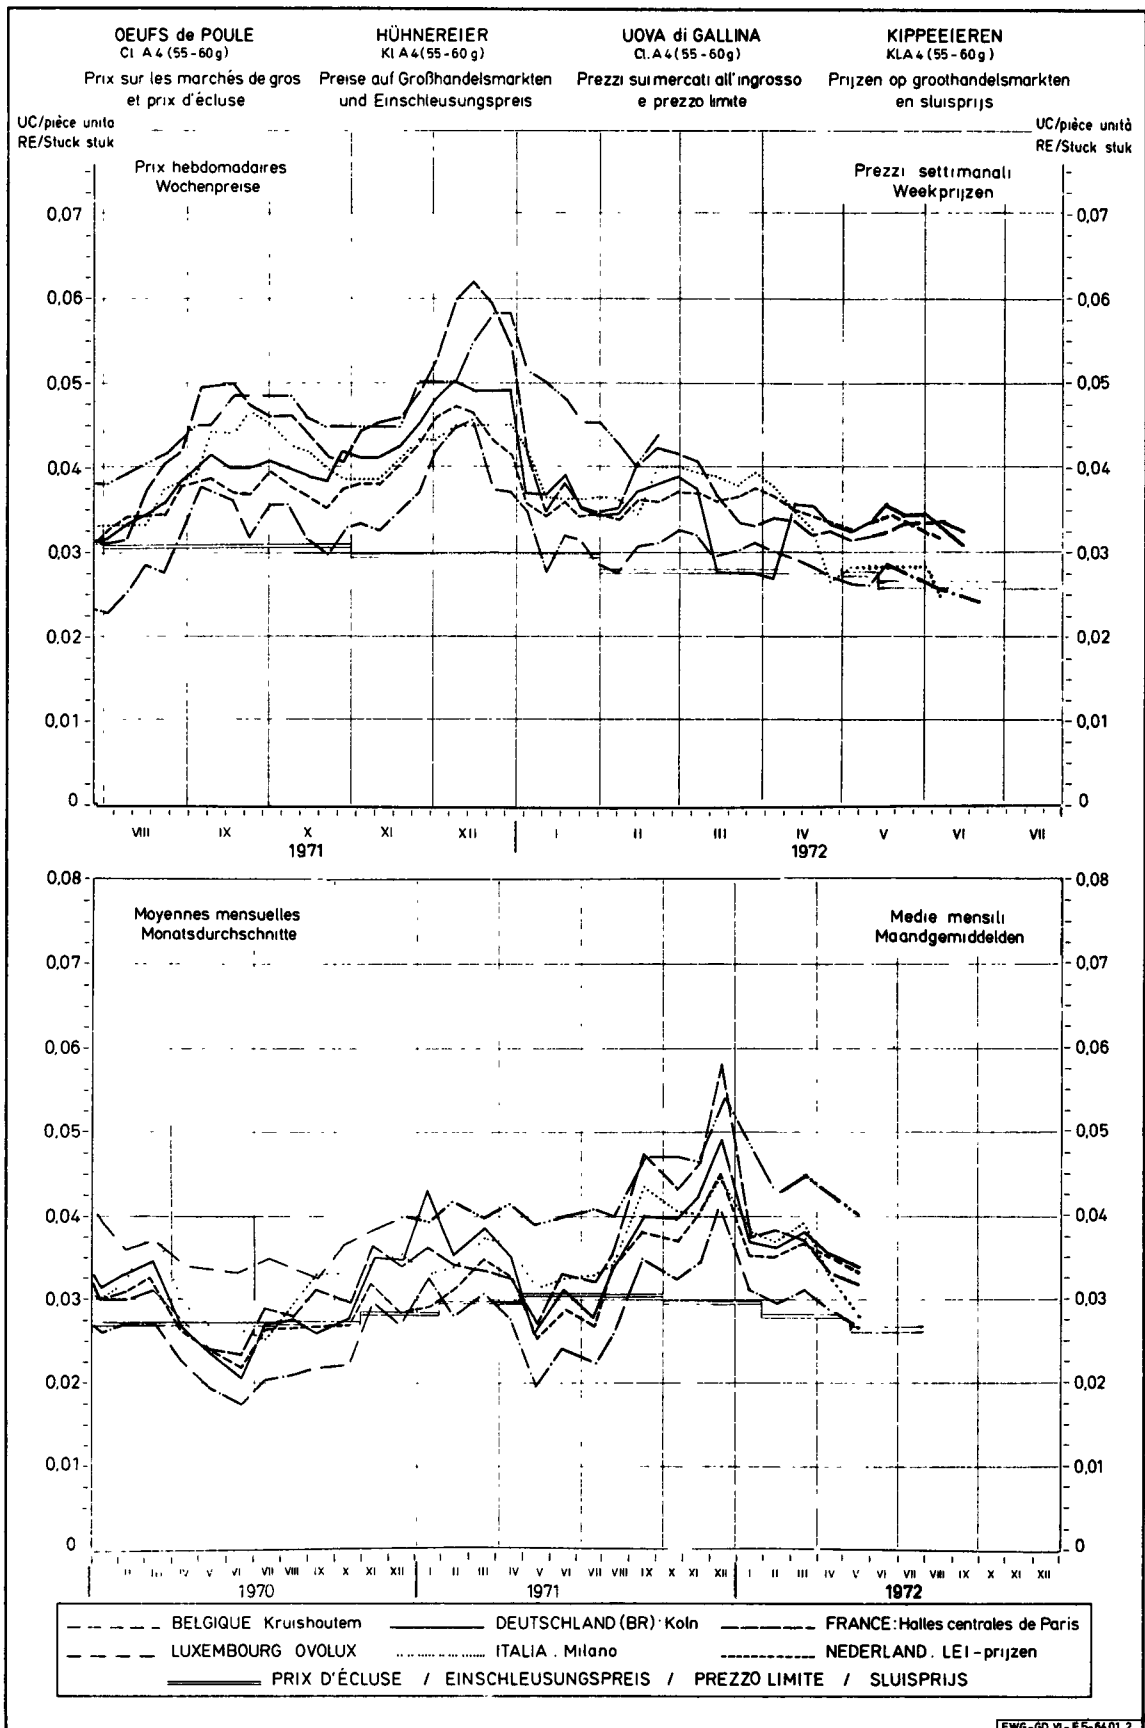 OEUFS de POULE
Cl A 4 (55-60 g)
Prix sur les marchés de gros
et prix d'écluse
HÜHNEREIER
Kl A 4 (55-60 g)
Preise auf Großhandelsmarkten
und Einschleusungspreis
UOVA di GALLINA
Cl. A 4 (55-60g)
Prezzi sui mercati all'ingrosso
e prezzo limite
KIPPEEIEREN
KL A 4 (55-60g)
Prijzen op groothandelsmarkten
en sluisprijs
UC/pièce unità
RE/Stuck stuk
UC/pièce unità
RE/Stuck stuk
Prix hebdomadaires
Wochenpreise
Prezzi settimanali
Weekprijzen
0,07 0,07
0,06 0,06
0,05 0,05
0,04 0,04
0,03 0,03
0,02 0,02
0,01 0,01
0 0
VIII IX X XI XII I II III IV V VI VII
1971 1972
0,08 0,08
Moyennes mensuelles
Monatsdurchschnitte
Medie mensili
Maandgemiddelden
0,07 0,07
0,06 0,06
0,05 0,05
0,04 0,04
0,03 0,03
0,02 0,02
0,01 0,01
0 0
I II III IV V VI VII VIII IX X XI XII I II III IV V VI VII VIII IX X XI XII I II III IV V VI VII VIII IX X XI XII
1970 1971 1972
BELGIQUE Kruishoutem DEUTSCHLAND (BR) · Koln FRANCE: Halles centrales de Paris
LUXEMBOURG OVOLUX ITALIA . Milano NEDERLAND . LEI - prijzen
PRIX D'ÉCLUSE / EINSCHLEUSUNGSPREIS / PREZZO LIMITE / SLUISPRIJS
EWG-GD VI-F5-6401.2